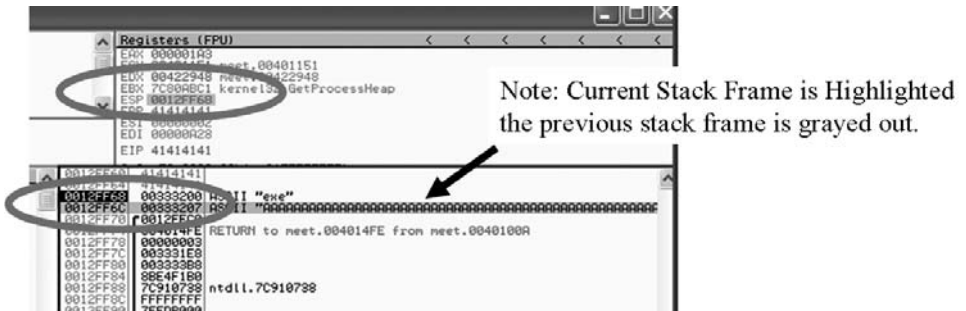 Registers (FPU) < < < < < < <
EAX 000001A3
meet.00401151
EDX 00422948 meet.00422948
EBX 7C80ABC1 kernel32.GetProcessHeap
ESP 0012FF68
EBP 41414141
ESI 00000002
EDI 00000A28
EIP 41414141
Note: Current Stack Frame is Highlighted
the previous stack frame is grayed out.
0012FF60 41414141
0012FF64
0012FF68 00333200 ASCII "exe"
0012FF6C 00333207 ASCII
0012FF70
004014FE RETURN to meet.004014FE from meet.0040100A
0012FF78 00000003
0012FF7C 003331E8
0012FF80 003333B8
0012FF84 8BE4F1B0
0012FF88 7C910738 ntdll.7C910738
0012FF8C FFFFFFFF
0012FF90 7FFDB000